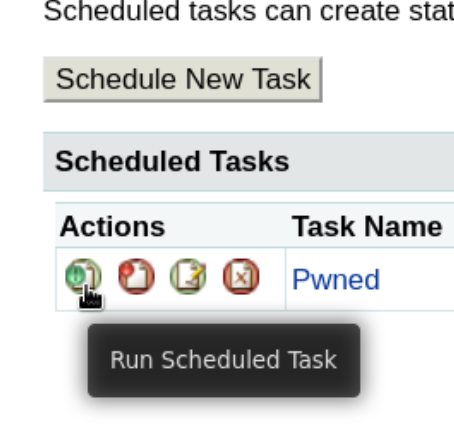 Scheduled tasks can create stat
Schedule New Task
Scheduled Tasks
Actions Task Name
Pwned
Run Scheduled Task